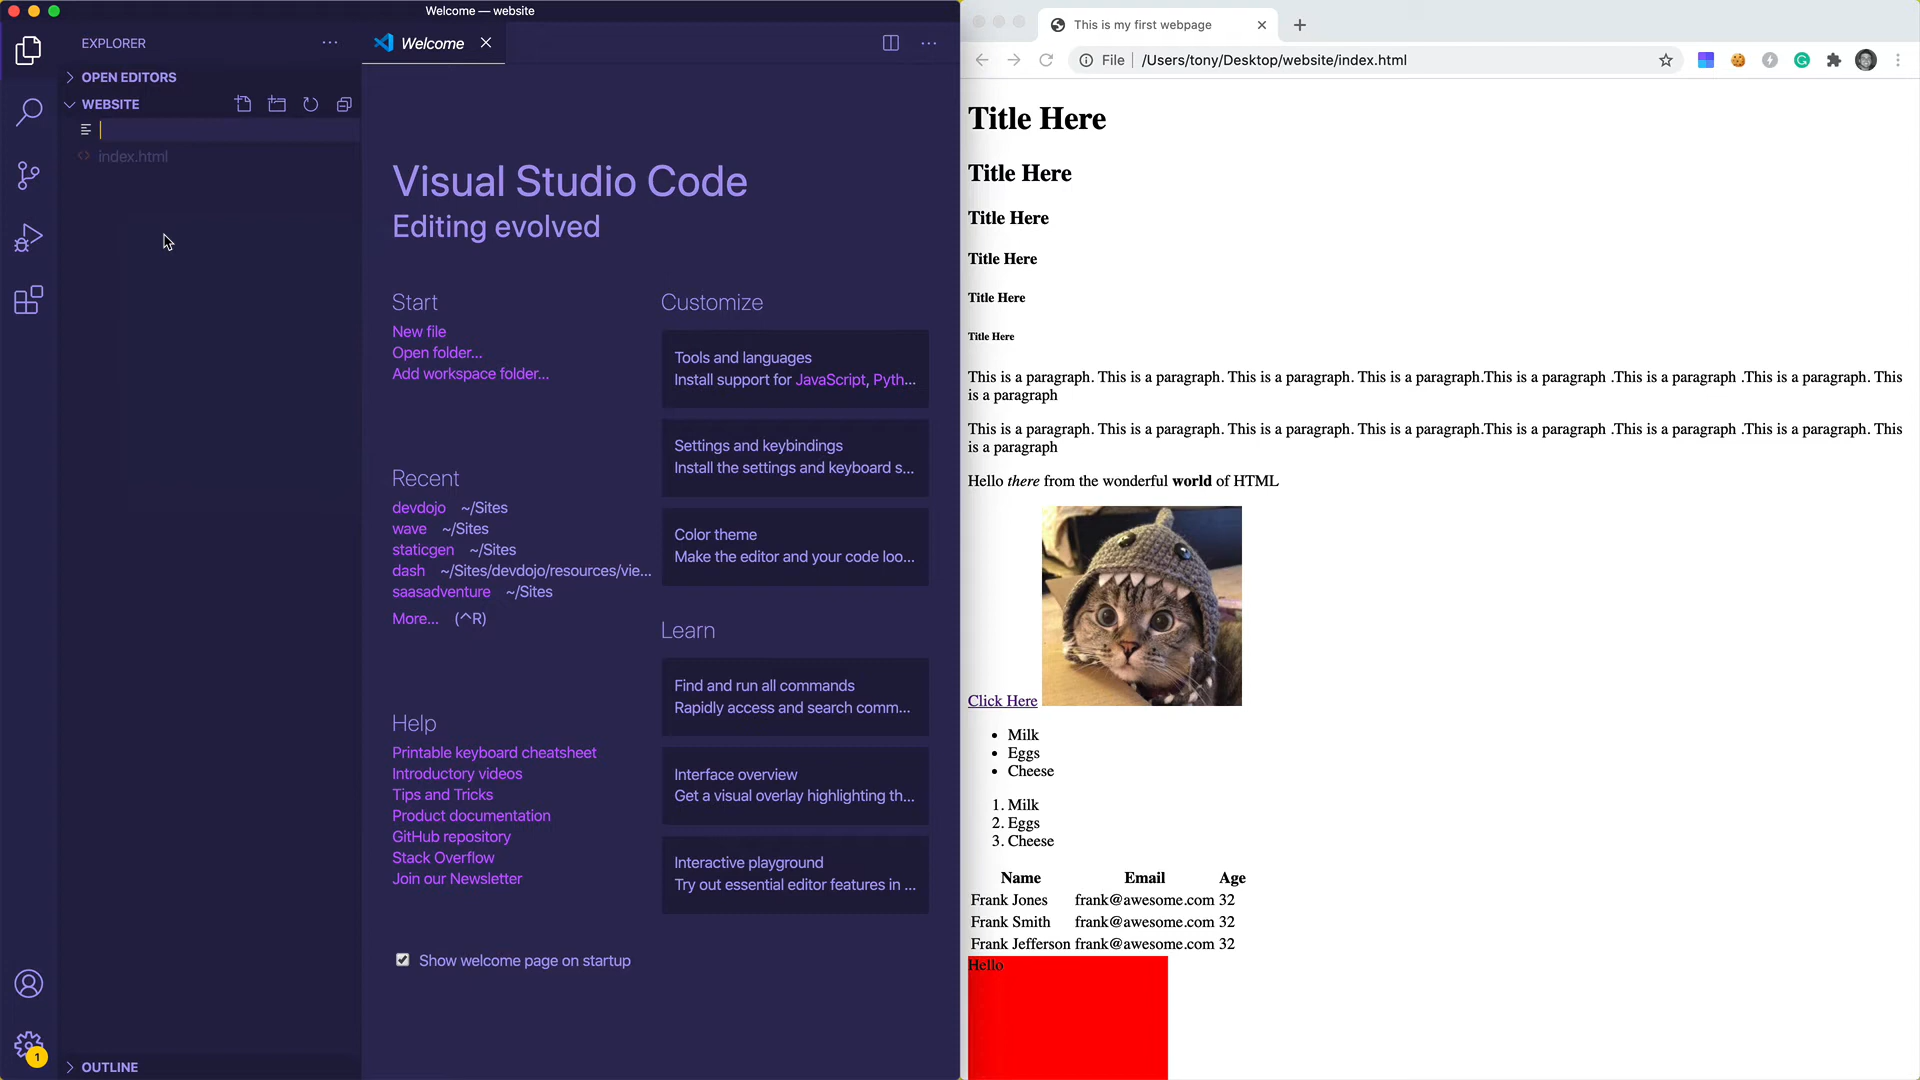 Welcome — website
EXPLORER
OPEN EDITORS
WEBSITE
index.html
OUTLINE
1
Welcome
Visual Studio Code
Editing evolved
Start
New file
Open folder...
Add workspace folder...
Recent
devdojo ~/Sites
wave ~/Sites
staticgen ~/Sites
dash ~/Sites/devdojo/resources/vie...
saasadventure ~/Sites
More... (^R)
Help
Printable keyboard cheatsheet
Introductory videos
Tips and Tricks
Product documentation
GitHub repository
Stack Overflow
Join our Newsletter
Customize
Tools and languages
Install support for JavaScript, Pyth...
Settings and keybindings
Install the settings and keyboard s...
Color theme
Make the editor and your code loo...
Learn
Find and run all commands
Rapidly access and search comm...
Interface overview
Get a visual overlay highlighting th...
Interactive playground
Try out essential editor features in ...
Show welcome page on startup
This is my first webpage
File /Users/tony/Desktop/website/index.html
Title Here
Title Here
Title Here
Title Here
Title Here
Title Here
This is a paragraph. This is a paragraph. This is a paragraph. This is a paragraph.This is a paragraph .This is a paragraph .This is a paragraph. This
is a paragraph
This is a paragraph. This is a paragraph. This is a paragraph. This is a paragraph.This is a paragraph .This is a paragraph .This is a paragraph. This
is a paragraph
Hello there from the wonderful world of HTML
Click Here
Milk
Eggs
Cheese
1. Milk
2. Eggs
3. Cheese
Name Email Age
Frank Jones frank@awesome.com 32
Frank Smith frank@awesome.com 32
Frank Jefferson frank@awesome.com 32
Hello